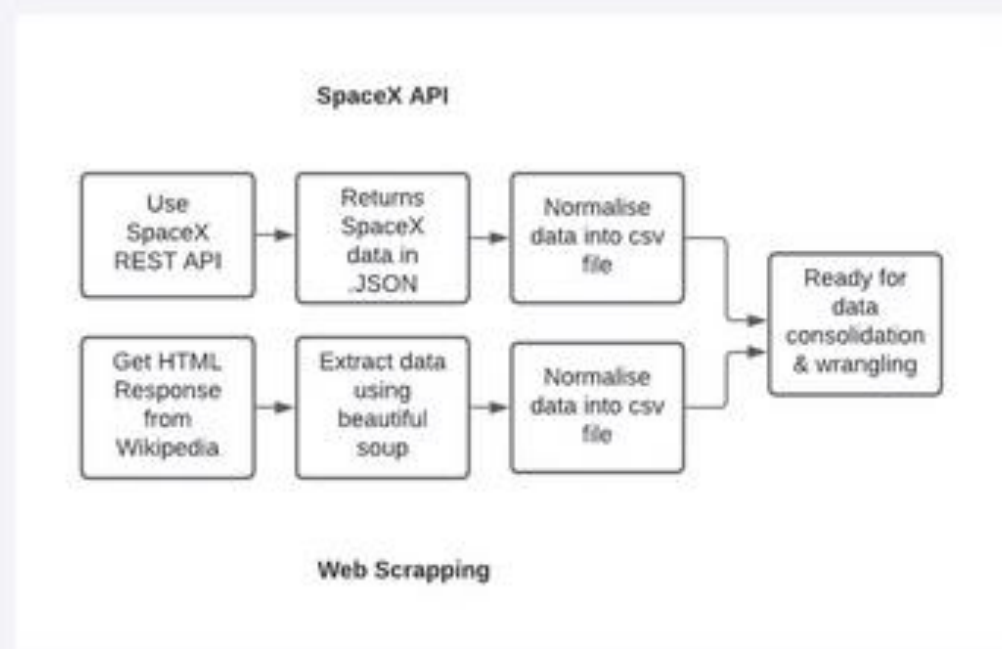 SpaceX API
Use
SpaceX
REST API
Returns
SpaceX
data in
.JSON
Normalise
data into csv
file
Ready for
data
consolidation
& wrangling
Get HTML
Response
from
Wikipedia
Extract data
using
beautiful
soup
Normalise
data into csv
file
Web Scrapping